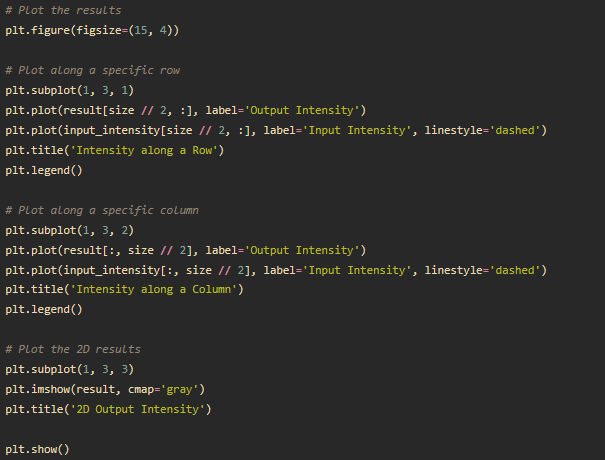 # Plot the results
plt.figure(figsize=(15, 4))
# Plot along a specific row
plt.subplot(1, 3, 1)
plt.plot(result[size // 2, :], label='Output Intensity')
plt.plot(input_intensity[size // 2, :], label='Input Intensity', linestyle='dashed')
plt.title('Intensity along a Row')
plt.legend()
# Plot along a specific column
plt.subplot(1, 3, 2)
plt.plot(result[:, size // 2], label='Output Intensity')
plt.plot(input_intensity[:, size // 2], label='Input Intensity', linestyle='dashed')
plt.title('Intensity along a Column')
plt.legend()
# Plot the 2D results
plt.subplot(1, 3, 3)
plt.imshow(result, cmap='gray')
plt.title('2D Output Intensity')
plt.show()